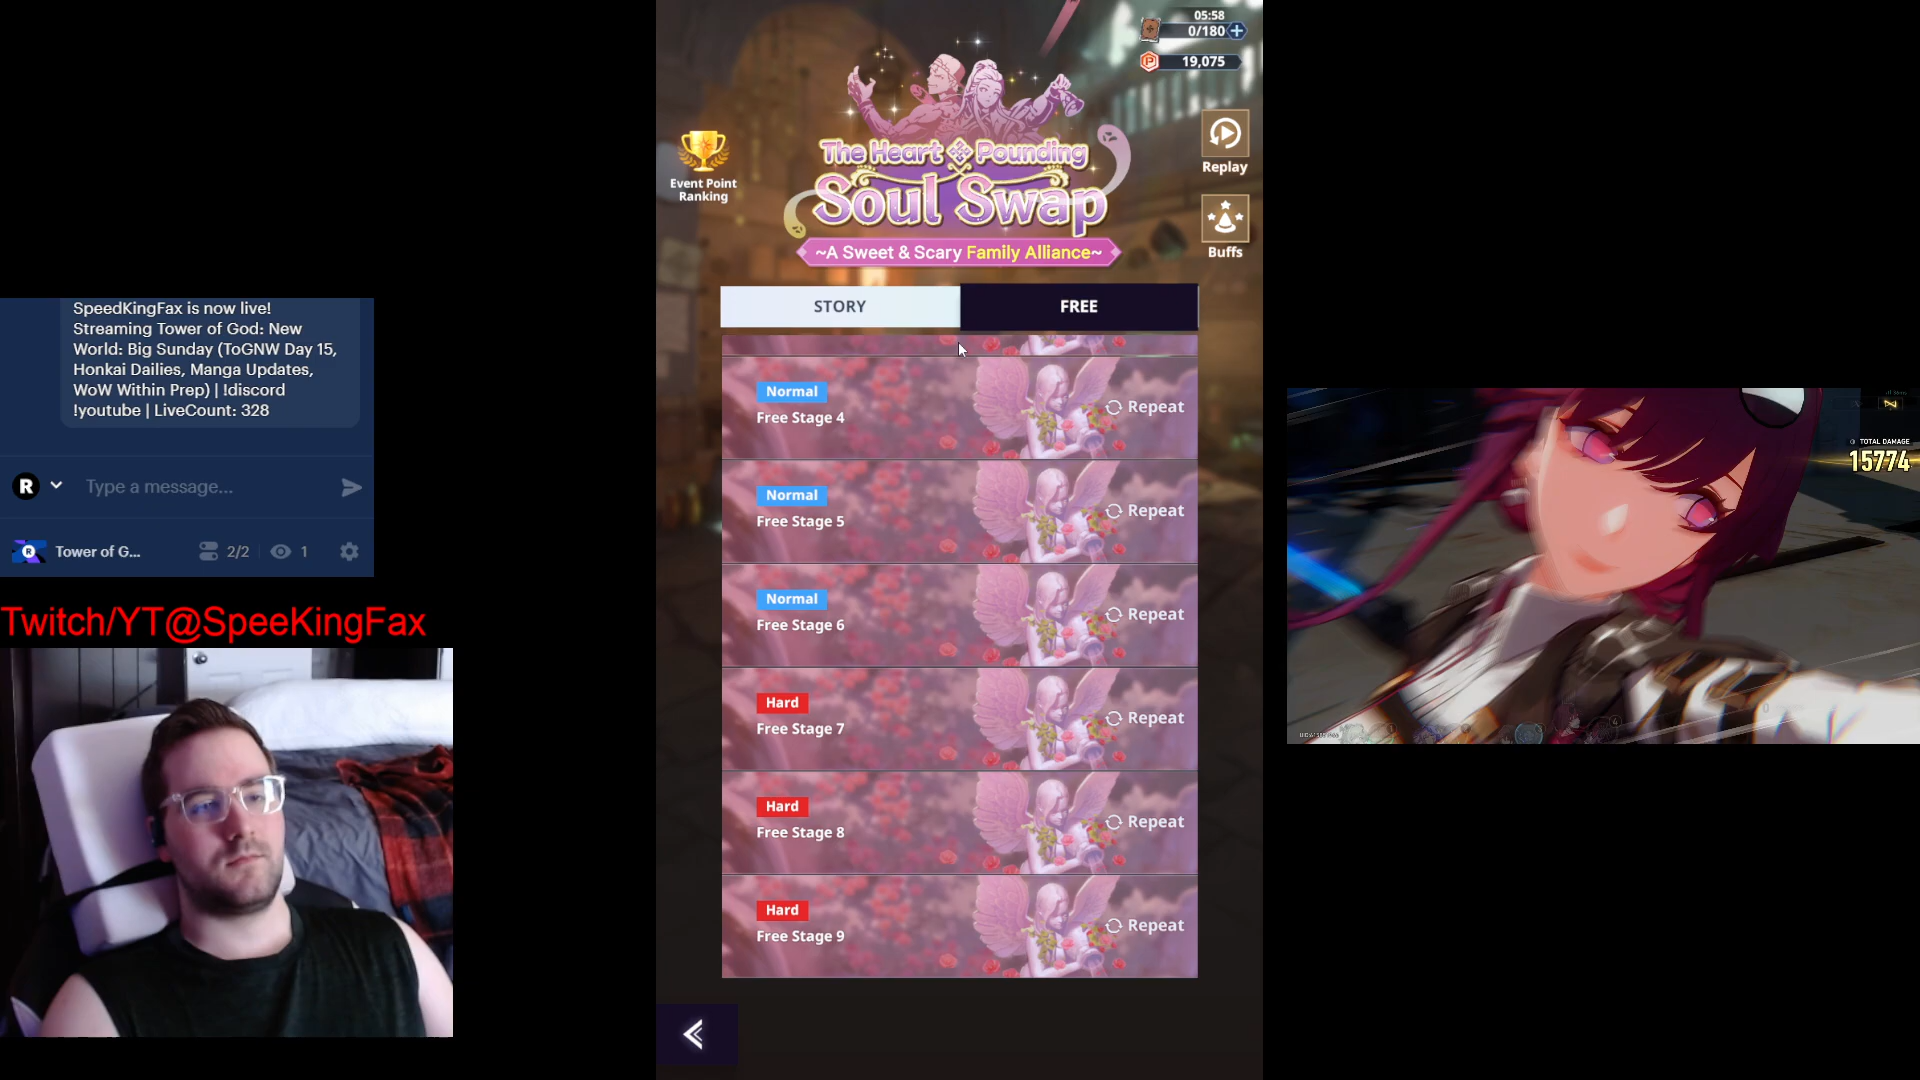 SpeedKingFax is now live!
Streaming Tower of God: New
World: Big Sunday (ToGNW Day 15,
Honkai Dailies, Manga Updates,
WoW Within Prep) | !discord
!youtube | LiveCount: 328
R
Type a message...
R
Tower of G...
2/2
1
Twitch/YT@SpeeKingFax
05:58
0/180
P
19,075
Event Point
Ranking
The Heart Pounding
Soul Swap
~A Sweet & Scary Family Alliance~
Replay
Buffs
STORY
FREE
Normal
Free Stage 4
Repeat
Normal
Free Stage 5
Repeat
Normal
Free Stage 6
Repeat
Hard
Free Stage 7
Repeat
Hard
Free Stage 8
Repeat
Hard
Free Stage 9
Repeat
TOTAL DAMAGE
15774